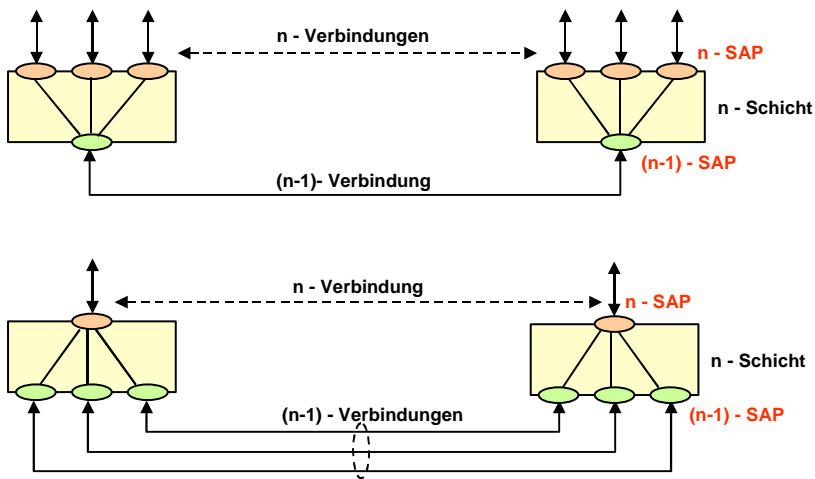 n - Verbindungen
n - SAP
n - Schicht
(n-1) - SAP
(n-1)- Verbindung
n - Verbindung
n - SAP
n - Schicht
(n-1) - Verbindungen
(n-1) - SAP